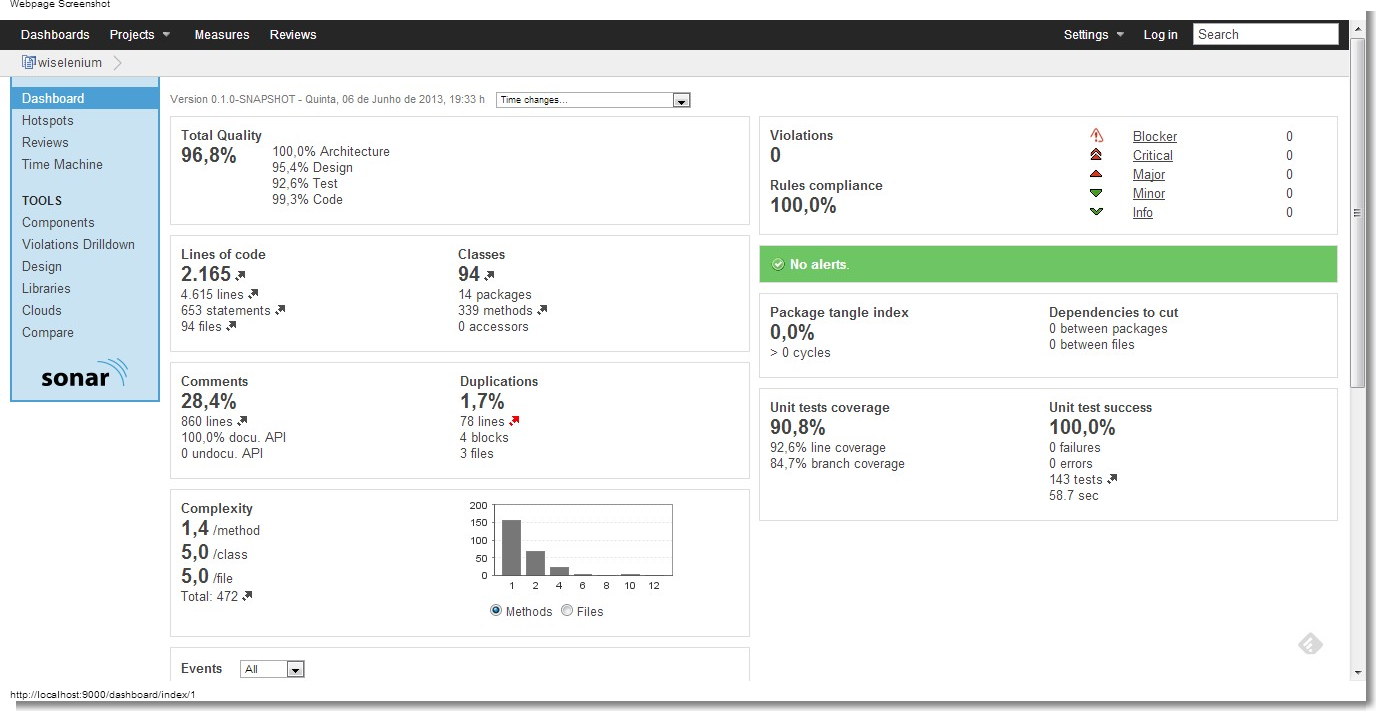 Webpage Screenshot
Dashboards Projects Measures Reviews Settings Log in Search
wiselenium
Dashboard
Hotspots
Reviews
Time Machine
TOOLS
Components
Violations Drilldown
Design
Libraries
Clouds
Compare
sonar
Version 0.1.0-SNAPSHOT - Quinta, 06 de Junho de 2013, 19:33 h Time changes...
Total Quality
96,8%
100,0% Architecture
95,4% Design
92,6% Test
99,3% Code
Lines of code
2.165
4.615 lines
653 statements
94 files
Classes
94
14 packages
339 methods
0 accessors
Comments
28,4%
860 lines
100,0% docu. API
0 undocu. API
Duplications
1,7%
78 lines
4 blocks
3 files
Complexity
1,4 /method
5,0 /class
5,0 /file
Total: 472
200
150
100
50
0
1 2 4 6 8 10 12
Methods Files
Events All
Violations
0
Rules compliance
100,0%
Blocker 0
Critical 0
Major 0
Minor 0
Info 0
No alerts.
Package tangle index
0,0%
> 0 cycles
Dependencies to cut
0 between packages
0 between files
Unit tests coverage
90,8%
92,6% line coverage
84,7% branch coverage
Unit test success
100,0%
0 failures
0 errors
143 tests
58.7 sec
http://localhost:9000/dashboard/index/1